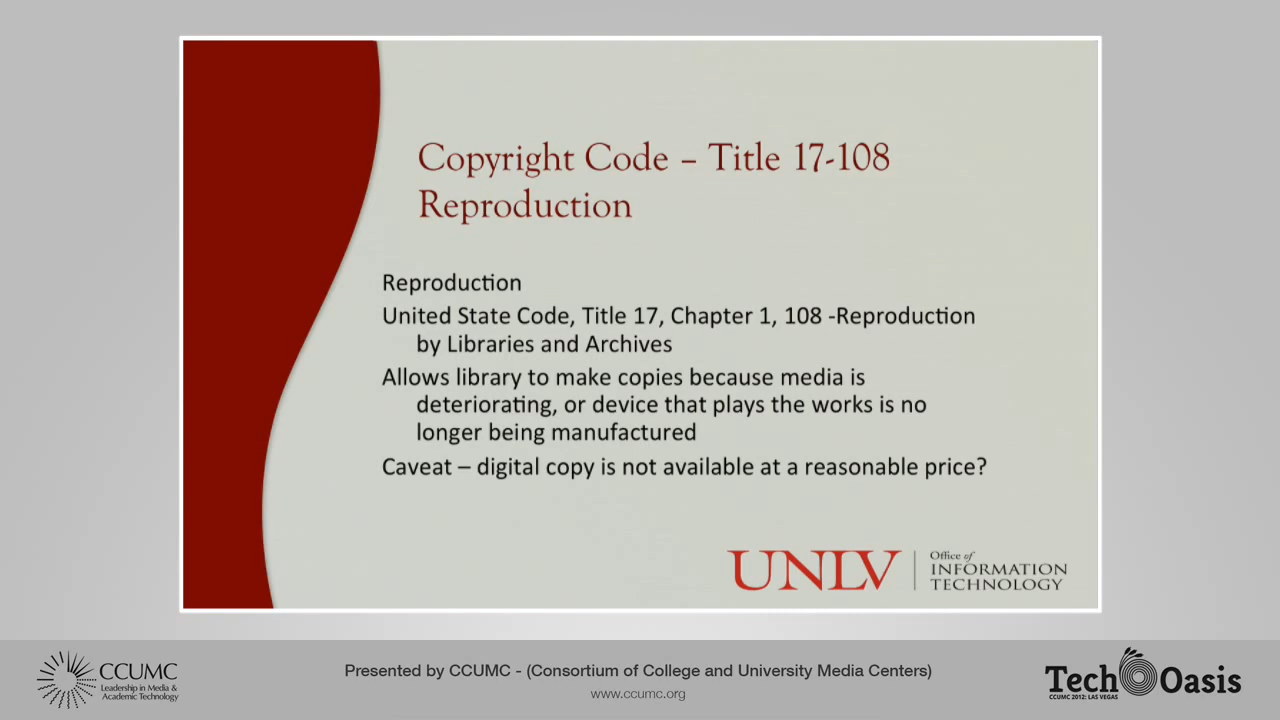 Copyright Code – Title 17-108
Reproduction
Reproduction
United State Code, Title 17, Chapter 1, 108 -Reproduction
by Libraries and Archives
Allows library to make copies because media is
deteriorating, or device that plays the works is no
longer being manufactured
Caveat – digital copy is not available at a reasonable price?
UNLV
Office of
INFORMATION
TECHNOLOGY
CCUMC
Leadership in Media &
Academic Technology
Presented by CCUMC - (Consortium of College and University Media Centers)
www.ccumc.org
Tech Oasis
CCUMC 2012: LAS VEGAS